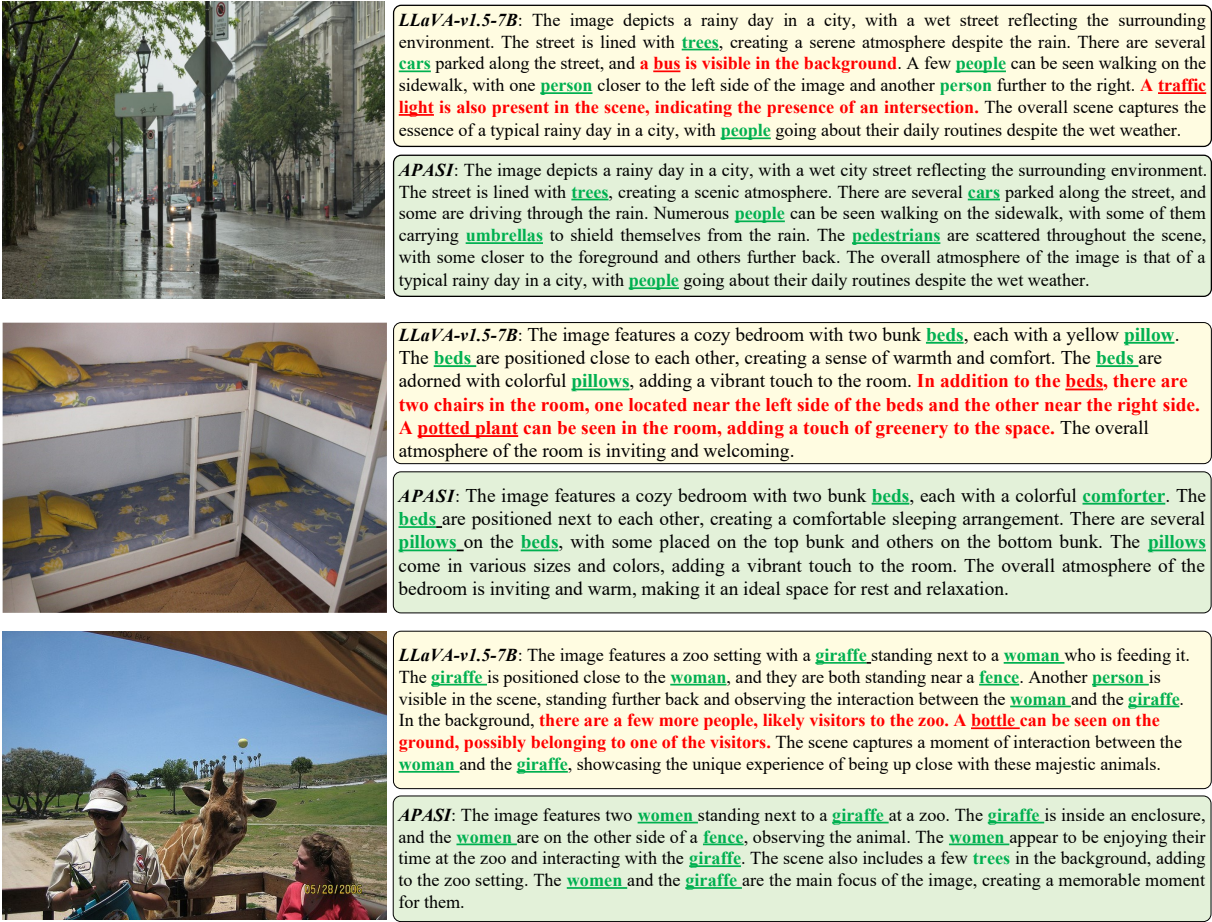 LLaVA-v1.5-7B: The image depicts a rainy day in a city, with a wet street reflecting the surrounding
environment. The street is lined with trees, creating a serene atmosphere despite the rain. There are several
cars parked along the street, and a bus is visible in the background. A few people can be seen walking on the
sidewalk, with one person closer to the left side of the image and another person further to the right. A traffic
light is also present in the scene, indicating the presence of an intersection. The overall scene captures the
essence of a typical rainy day in a city, with people going about their daily routines despite the wet weather.
APASI: The image depicts a rainy day in a city, with a wet city street reflecting the surrounding environment.
The street is lined with trees, creating a scenic atmosphere. There are several cars parked along the street, and
some are driving through the rain. Numerous people can be seen walking on the sidewalk, with some of them
carrying umbrellas to shield themselves from the rain. The pedestrians are scattered throughout the scene,
with some closer to the foreground and others further back. The overall atmosphere of the image is that of a
typical rainy day in a city, with people going about their daily routines despite the wet weather.
LLaVA-v1.5-7B: The image features a cozy bedroom with two bunk beds, each with a yellow pillow.
The beds are positioned close to each other, creating a sense of warmth and comfort. The beds are
adorned with colorful pillows, adding a vibrant touch to the room. In addition to the beds, there are
two chairs in the room, one located near the left side of the beds and the other near the right side.
A potted plant can be seen in the room, adding a touch of greenery to the space. The overall
atmosphere of the room is inviting and welcoming.
APASI: The image features a cozy bedroom with two bunk beds, each with a colorful comforter. The
beds are positioned next to each other, creating a comfortable sleeping arrangement. There are several
pillows on the beds, with some placed on the top bunk and others on the bottom bunk. The pillows
come in various sizes and colors, adding a vibrant touch to the room. The overall atmosphere of the
bedroom is inviting and warm, making it an ideal space for rest and relaxation.
LLaVA-v1.5-7B: The image features a zoo setting with a giraffe standing next to a woman who is feeding it.
The giraffe is positioned close to the woman, and they are both standing near a fence. Another person is
visible in the scene, standing further back and observing the interaction between the woman and the giraffe.
In the background, there are a few more people, likely visitors to the zoo. A bottle can be seen on the
ground, possibly belonging to one of the visitors. The scene captures a moment of interaction between the
woman and the giraffe, showcasing the unique experience of being up close with these majestic animals.
APASI: The image features two women standing next to a giraffe at a zoo. The giraffe is inside an enclosure,
and the women are on the other side of a fence, observing the animal. The women appear to be enjoying their
time at the zoo and interacting with the giraffe. The scene also includes a few trees in the background, adding
to the zoo setting. The women and the giraffe are the main focus of the image, creating a memorable moment
for them.